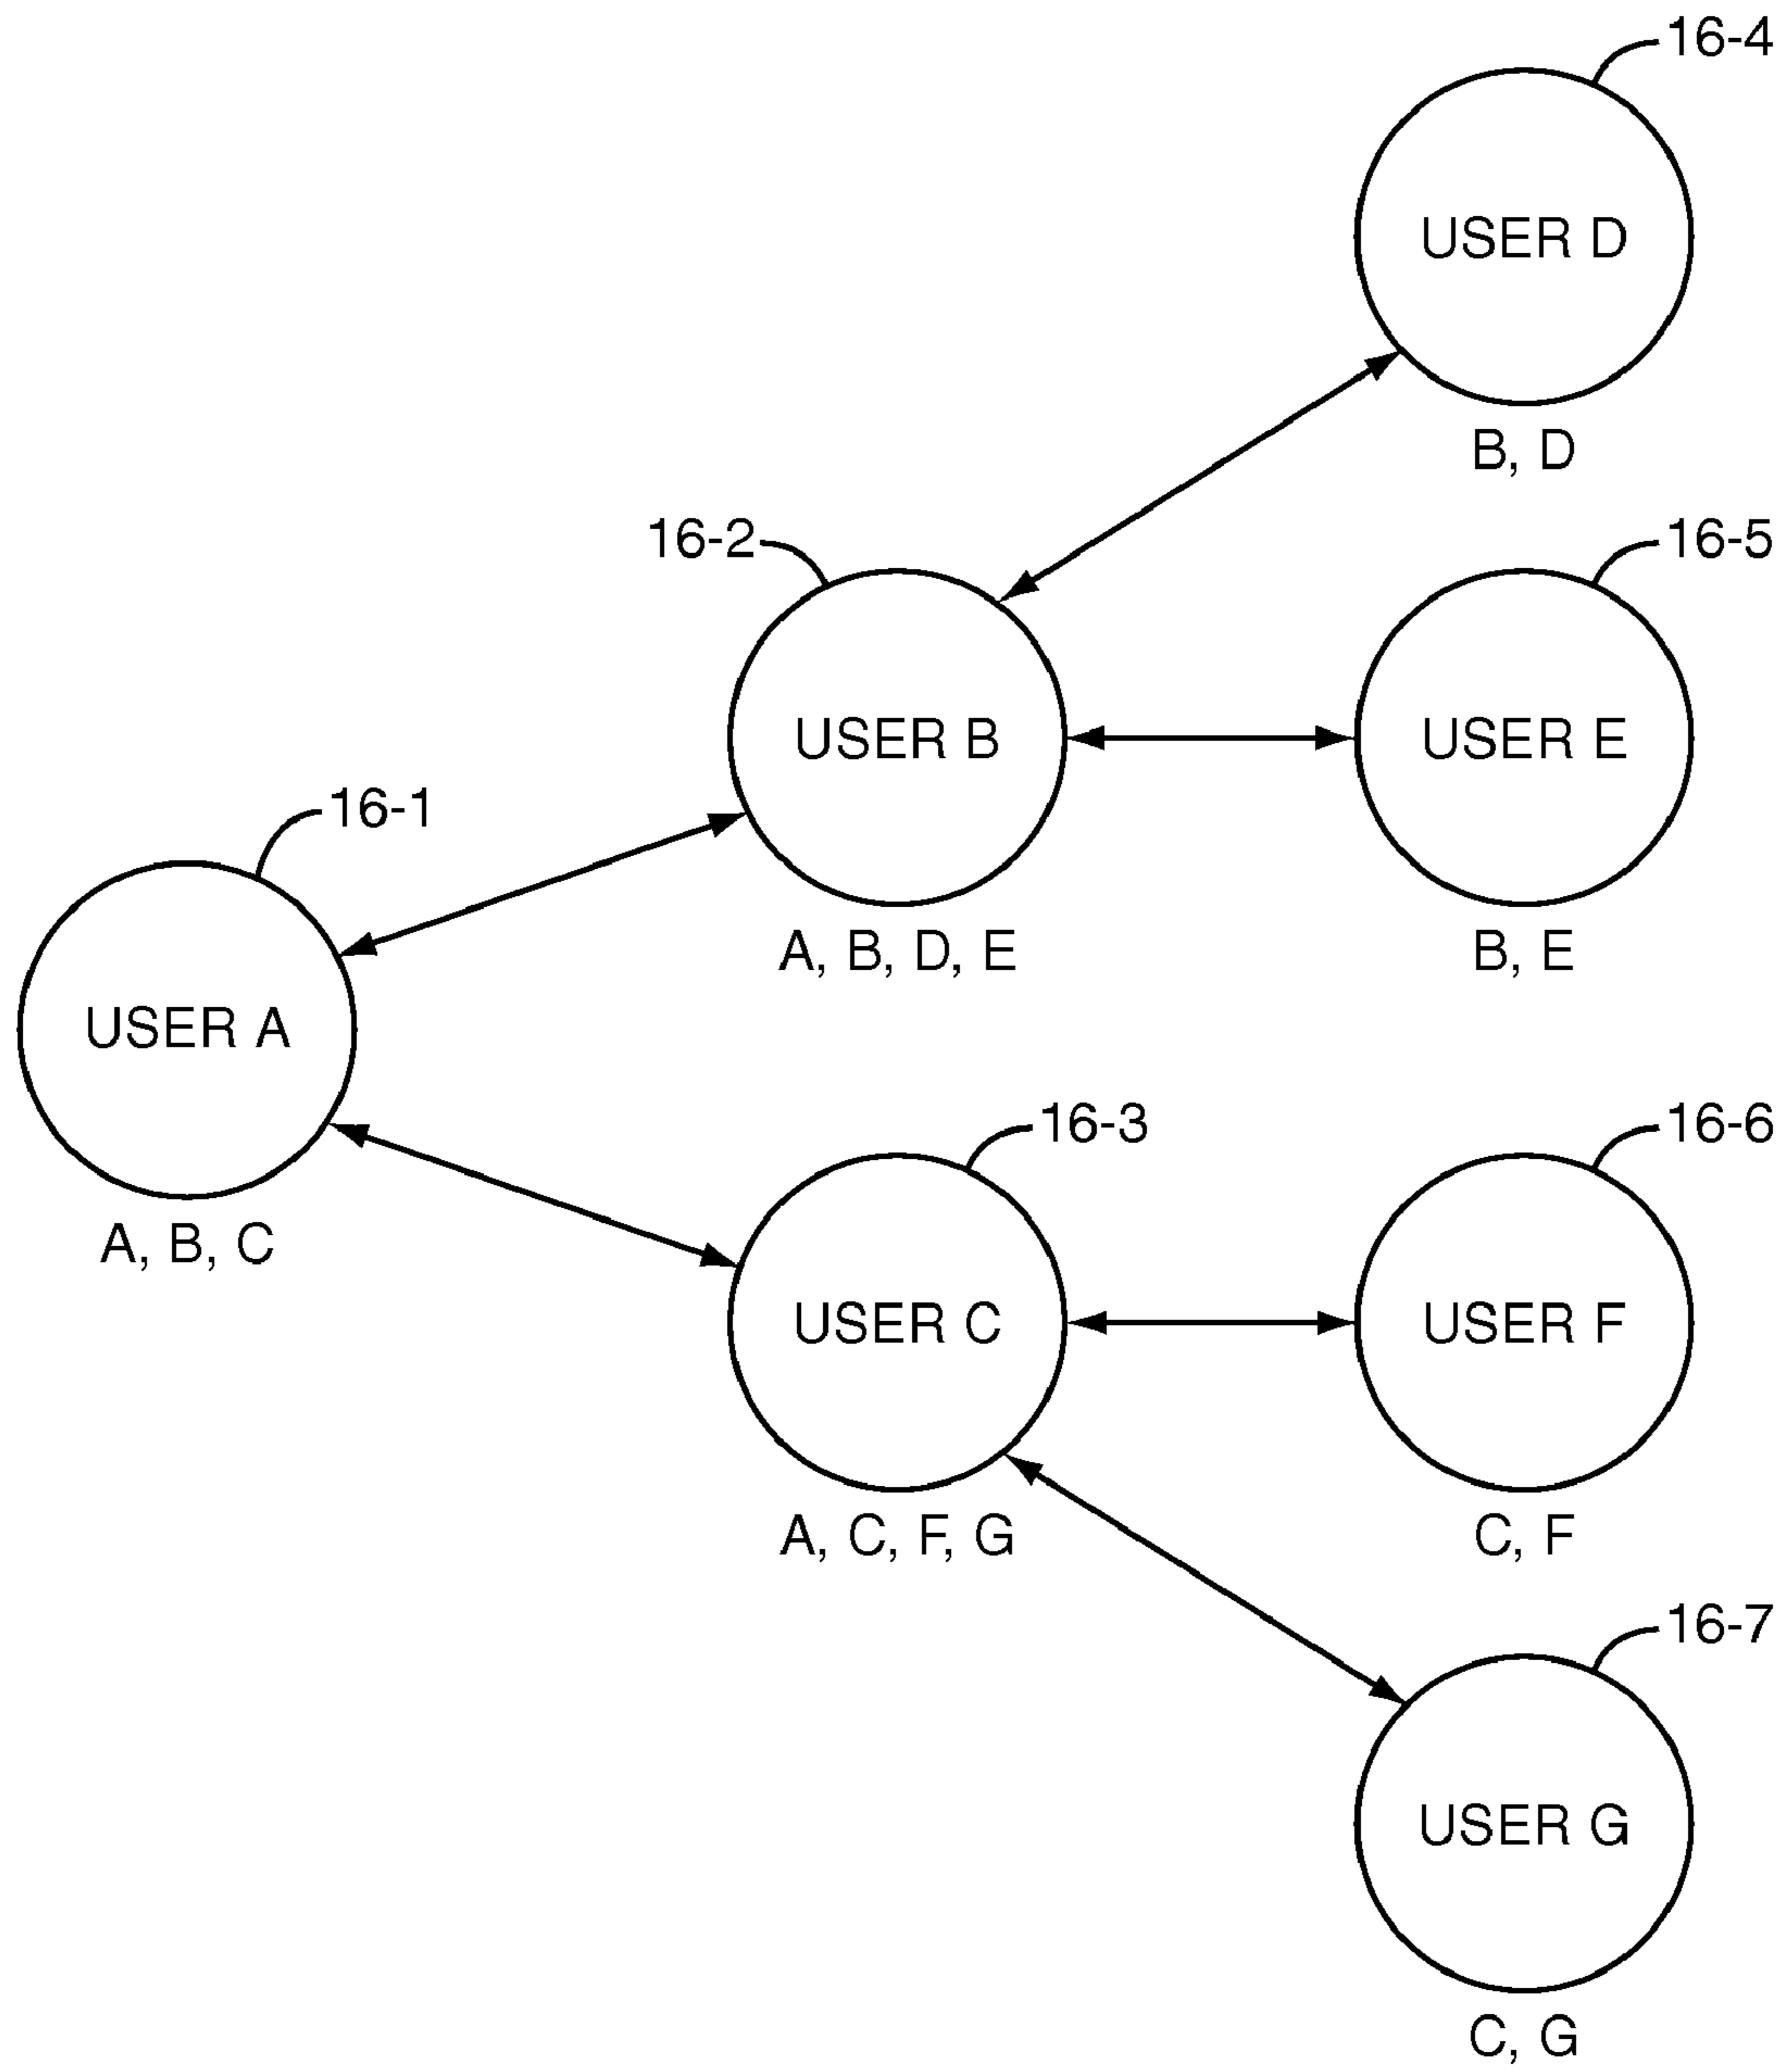 16-4
USER D
B, D
16-2
16-5
USER B
USER E
A, B, D, E
B, E
16-1
USER A
A, B, C
16-3
16-6
USER C
USER F
A, C, F, G
C, F
16-7
USER G
C, G